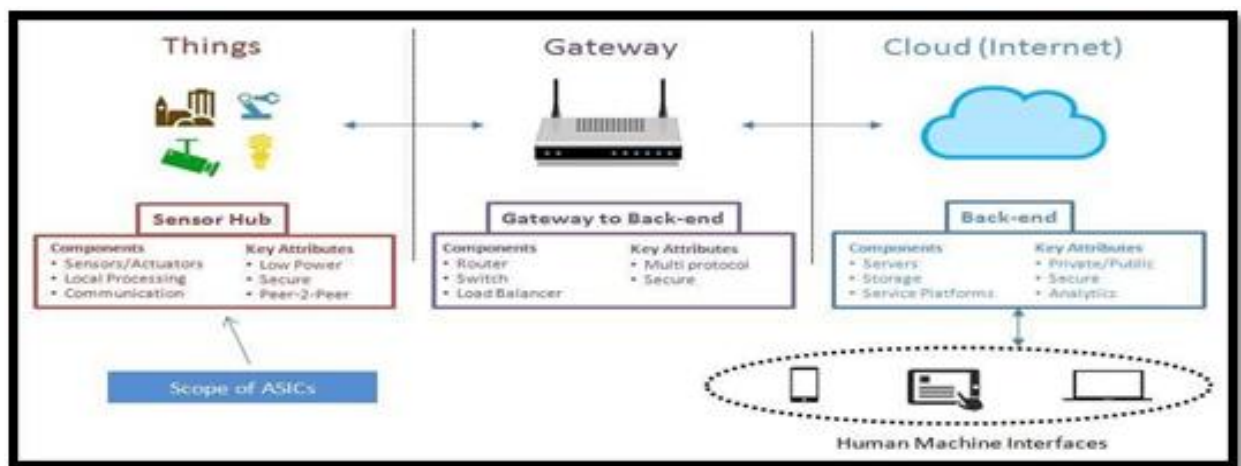 Things
Gateway
Cloud (Internet)
Sensor Hub
Components
• Sensors/Actuators
• Local Processing
• Communication
Key Attributes
• Low Power
• Secure
• Peer-2-Peer
Gateway to Back-end
Components
• Router
• Switch
• Load Balancer
Key Attributes
• Multi protocol
• Secure
Back-end
Components
• Servers
• Storage
• Service Platforms
Key Attributes
• Private/Public
• Secure
• Analytics
Scope of ASICs
Human Machine Interfaces